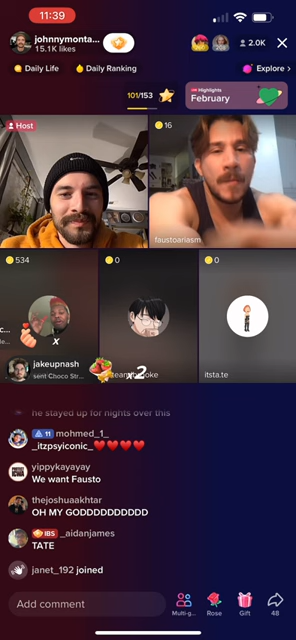 11:39
johnnymonta...
15.1K likes
2.0K
Daily Life
Daily Ranking
Explore >
101/153
Highlights
February
Host
16
faustoariasm
534
0
0
c...
x
jakeupnash
sent Choco Str...
x2
itsta.te
he stayed up for nights over this
11 mohmed_1_
_itzpsyiconic_❤️❤️❤️❤️
yippykayayay
We want Fausto
thejoshuaakhtar
OH MY GODDDDDDDDDD
IBS _aidanjames
TATE
janet_192 joined
Add comment
Multi-g...
Rose
Gift
48